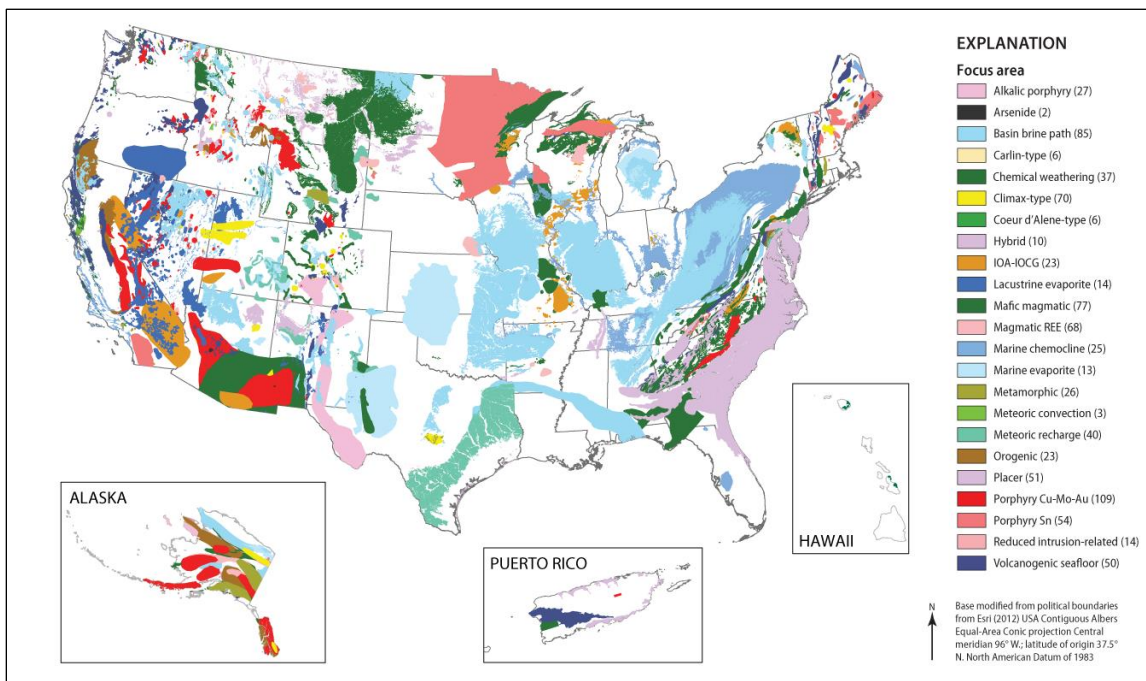 EXPLANATION
Focus area
Alkalic porphyry (27)
Arsenide (2)
Basin brine path (85)
Carlin-type (6)
Chemical weathering (37)
Climax-type (70)
Coeur d'Alene-type (6)
Hybrid (10)
IOA-IOCG (23)
Lacustrine evaporite (14)
Mafic magmatic (77)
Magmatic REE (68)
Marine chemocline (25)
Marine evaporite (13)
Metamorphic (26)
Meteoric convection (3)
Meteoric recharge (40)
Orogenic (23)
Placer (51)
Porphyry Cu-Mo-Au (109)
Porphyry Sn (54)
Reduced intrusion-related (14)
Volcanogenic seafloor (50)
ALASKA
PUERTO RICO
HAWAII
N
Base modified from political boundaries
from Esri (2012) USA Contiguous Albers
Equal-Area Conic projection Central
meridian 96° W.; latitude of origin 37.5°
N. North American Datum of 1983